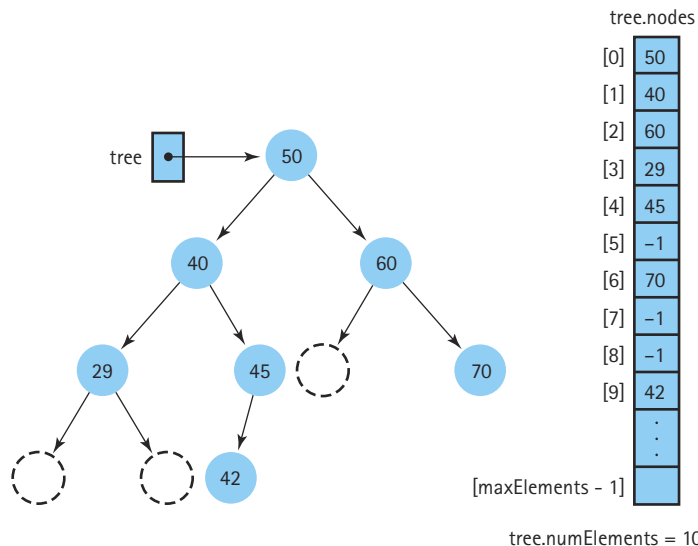 tree.nodes
[0] 50
[1] 40
[2] 60
[3] 29
[4] 45
[5] –1
[6] 70
[7] –1
[8] –1
[9] 42
[maxElements - 1]
tree.numElements = 10
tree
50
40 60
29 45 70
42